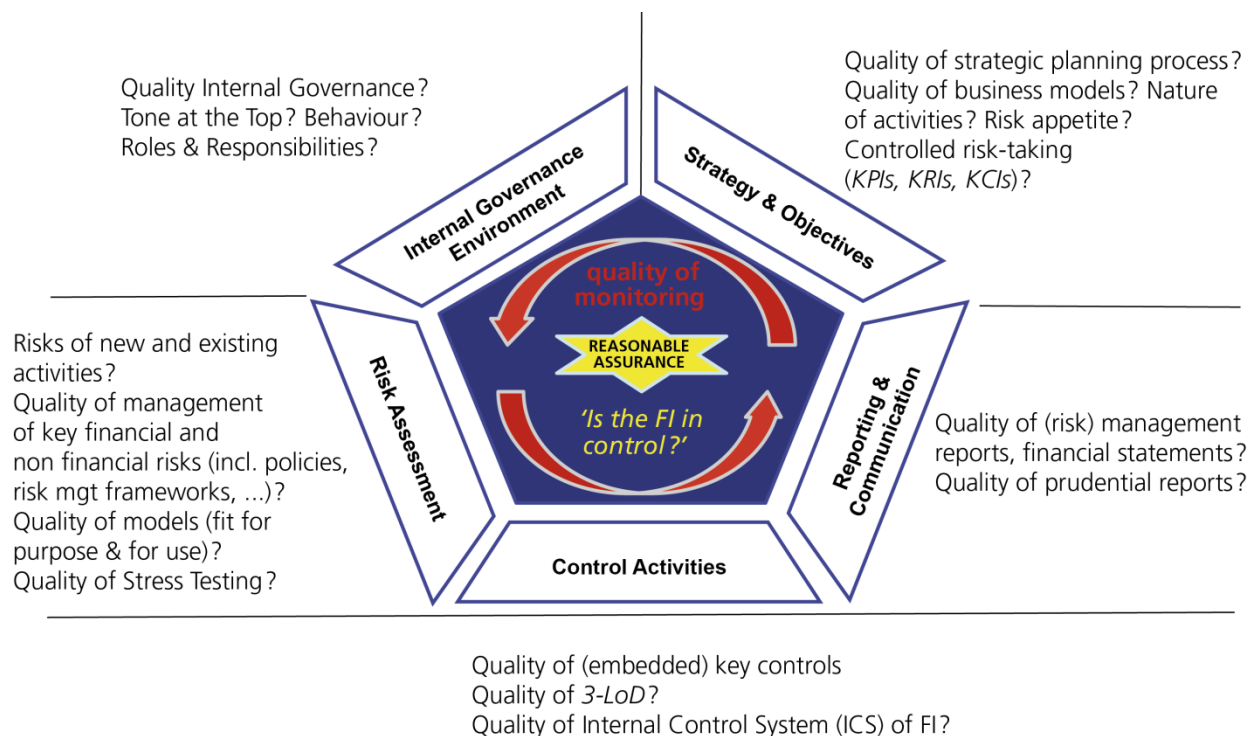 Quality Internal Governance?
Tone at the Top? Behaviour?
Roles & Responsibilities?
Quality of strategic planning process?
Quality of business models? Nature
of activities? Risk appetite?
Controlled risk-taking
(KPIs, KRIs, KCIs)?
Internal Governance
Environment
Strategy & Objectives
quality of
monitoring
REASONABLE
ASSURANCE
'Is the FI in
control?'
Risks of new and existing
activities?
Quality of management
of key financial and
non financial risks (incl. policies,
risk mgt frameworks, ...)?
Quality of models (fit for
purpose & for use)?
Quality of Stress Testing?
Risk Assessment
Reporting &
Communication
Quality of (risk) management
reports, financial statements?
Quality of prudential reports?
Control Activities
Quality of (embedded) key controls
Quality of 3-LoD?
Quality of Internal Control System (ICS) of FI?